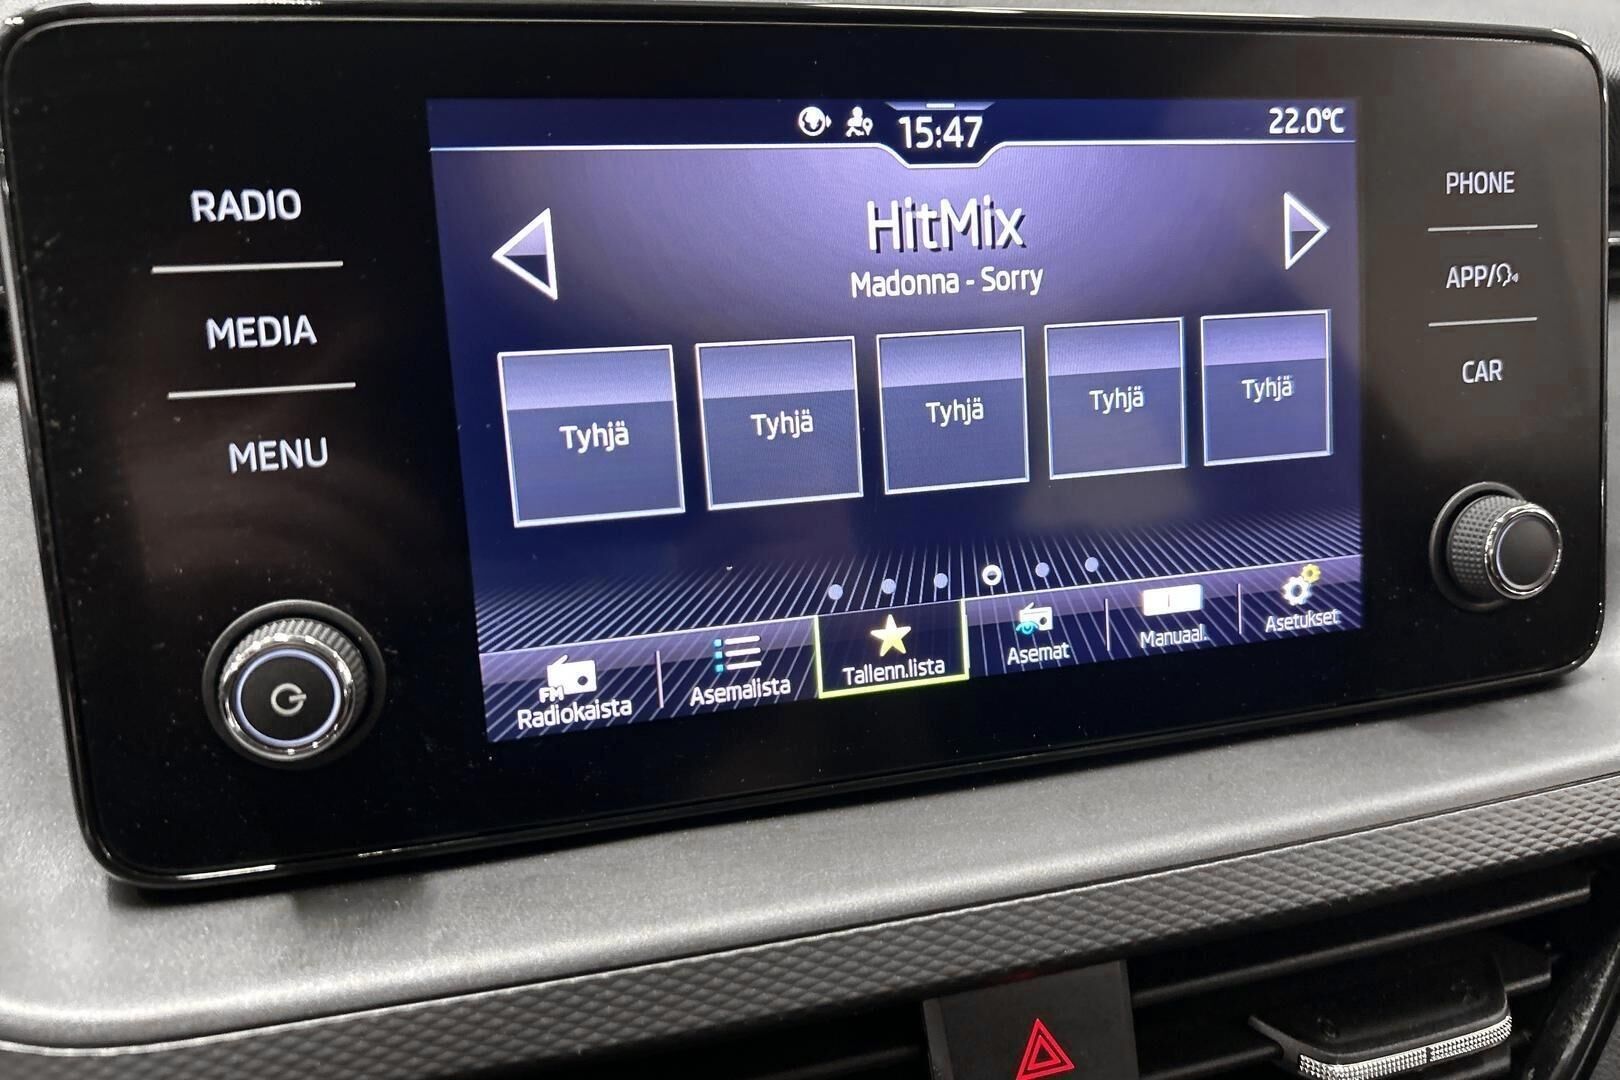 15:47
22.0°C
RADIO
MEDIA
MENU
HitMix
Madonna - Sorry
Tyhjä
Tyhjä
Tyhjä
Tyhjä
Tyhjä
FM
Radiokaista
Asemalista
Tallenn.lista
Asemat
Manuaal.
Asetukset
PHONE
APP/
CAR